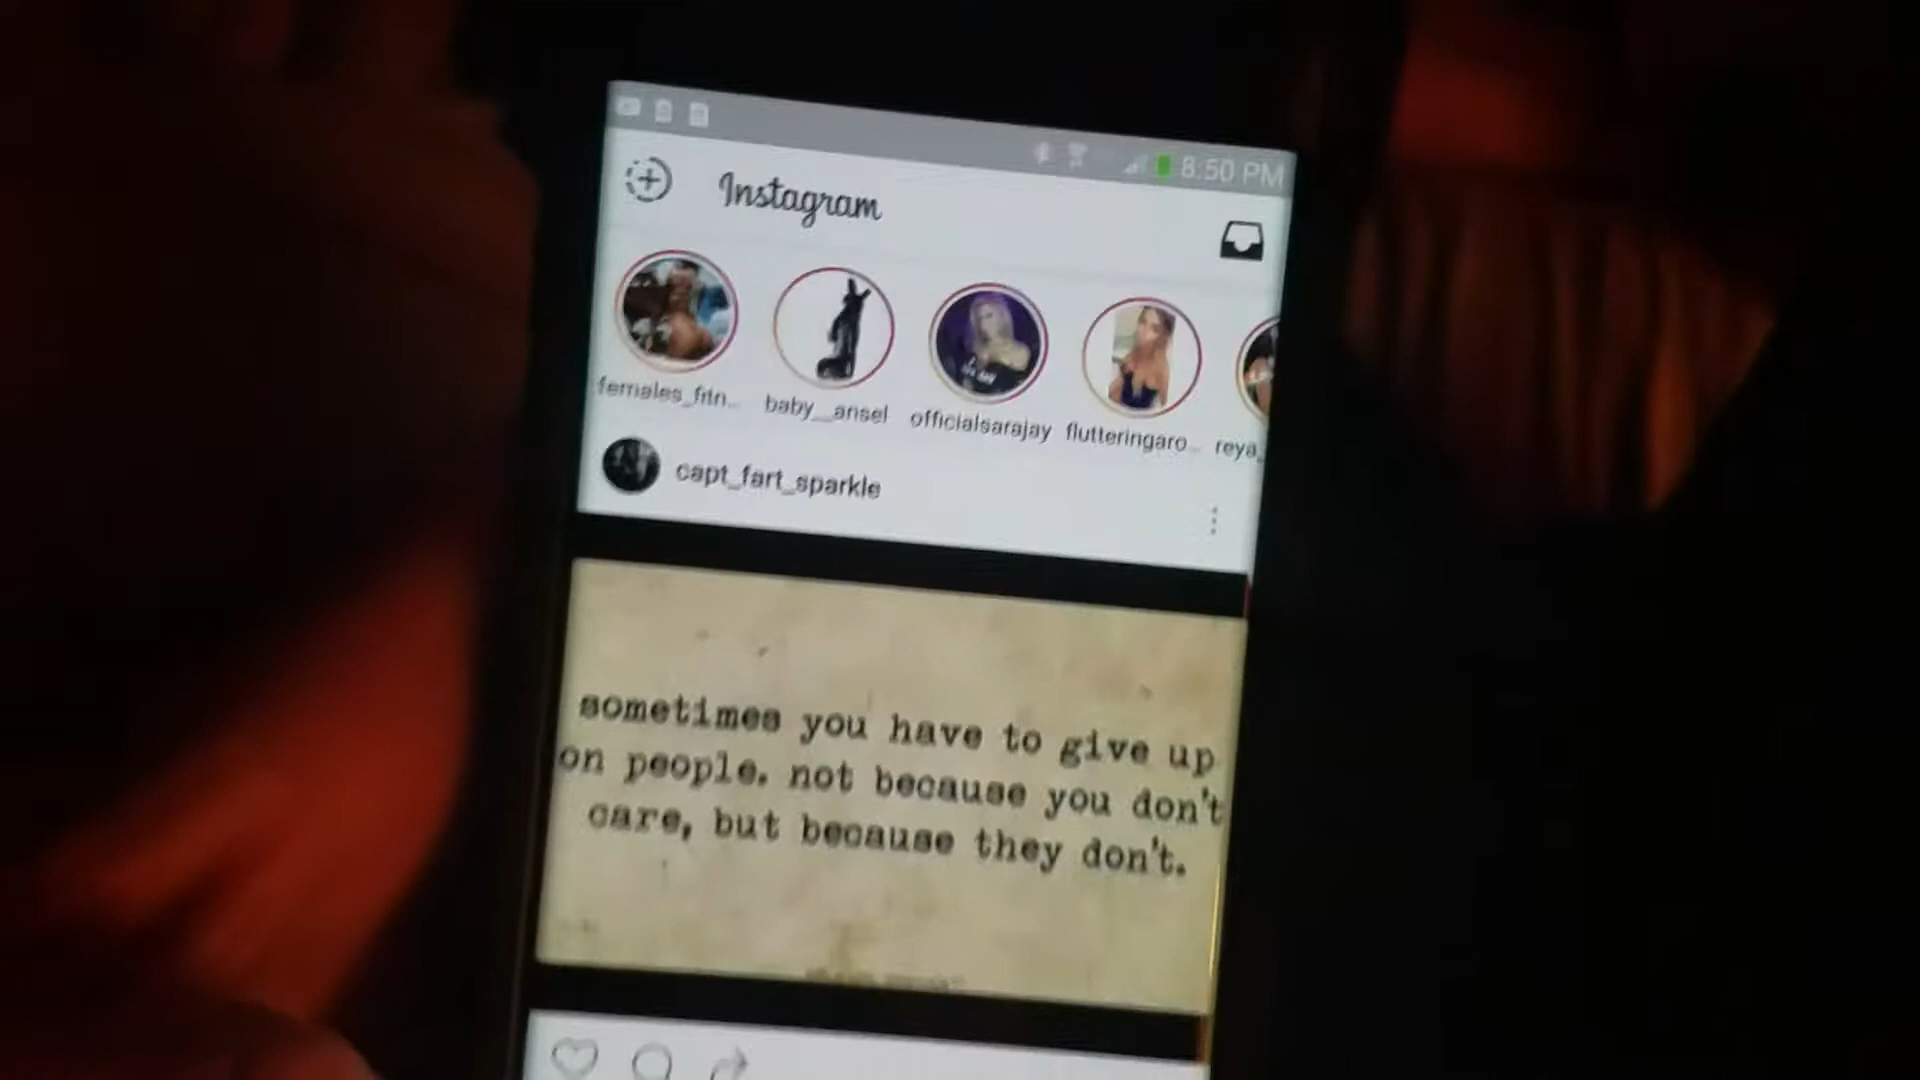 8:50 PM
Instagram
females_fitn...
baby__ansel
officialsarajay
flutteringaro...
reya_
capt_fart_sparkle
sometimes you have to give up
on people. not because you don't
care, but because they don't.